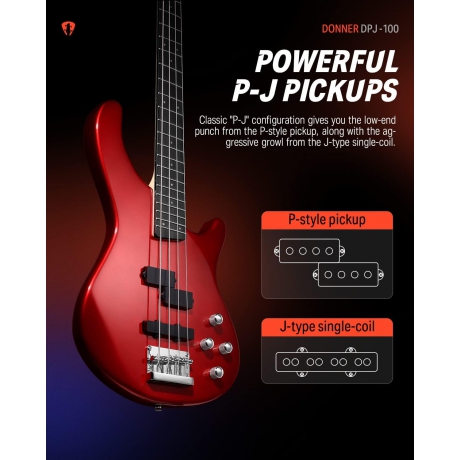 DONNER DPJ-100
POWERFUL
P-J PICKUPS
Classic "P-J" configuration gives you the low-end
punch from the P-style pickup, along with the ag-
gressive growl from the J-type single-coil.
P-style pickup
J-type single-coil